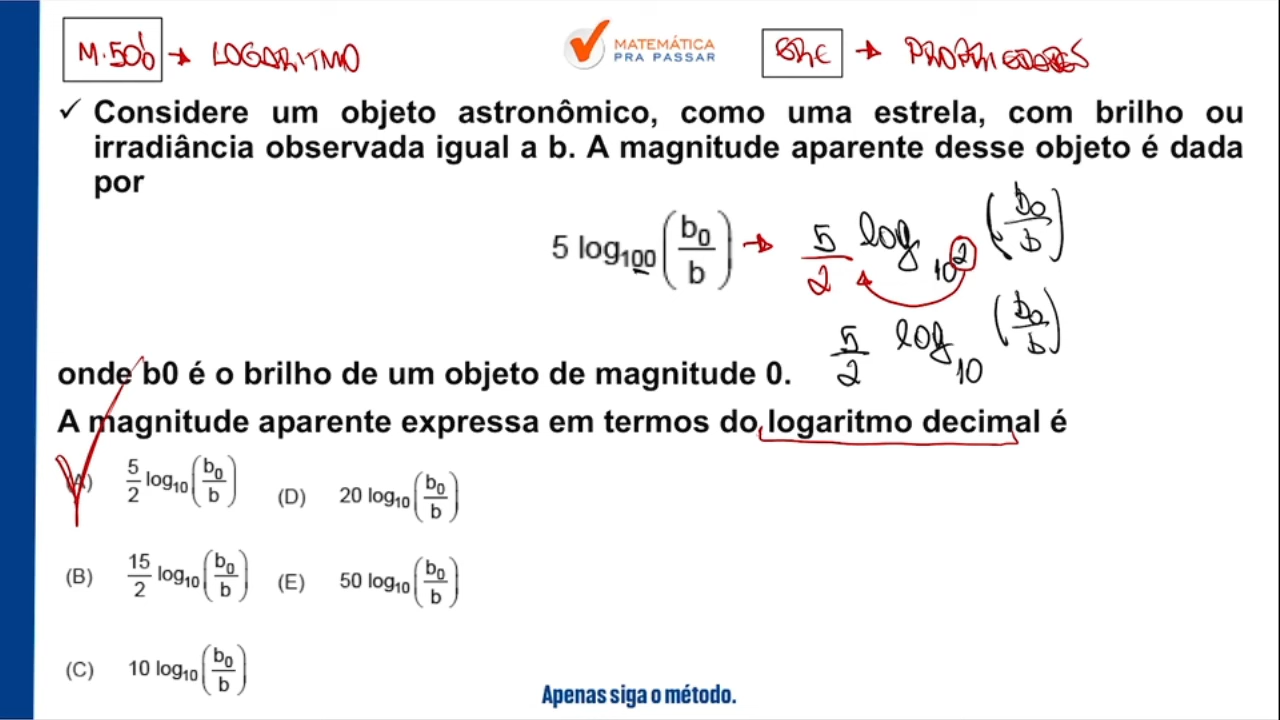 M.500 → LOGARITMO
MATEMÁTICA
PRA PASSAR
→ PROPRIEDADES
✓ Considere um objeto astronômico, como uma estrela, com brilho ou
irradiância observada igual a b. A magnitude aparente desse objeto é dada
por
5 log₁₀₀ (b₀/b) → 5/2 log₁₀² (b₀/b)
5/2 log₁₀ (b₀/b)
onde b0 é o brilho de um objeto de magnitude 0.
A magnitude aparente expressa em termos do logaritmo decimal é
(A) 5/2 log₁₀ (b₀/b) (D) 20 log₁₀ (b₀/b)
(B) 15/2 log₁₀ (b₀/b) (E) 50 log₁₀ (b₀/b)
(C) 10 log₁₀ (b₀/b)
Apenas siga o método.